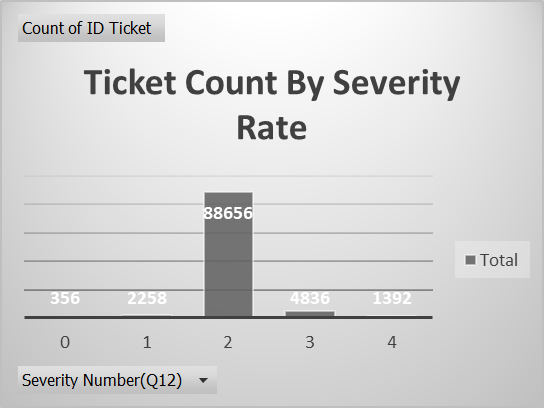 Count of ID Ticket
Ticket Count By Severity
Rate
88656
356
2258
4836
1392
Total
0
1
2
3
4
Severity Number(Q12)